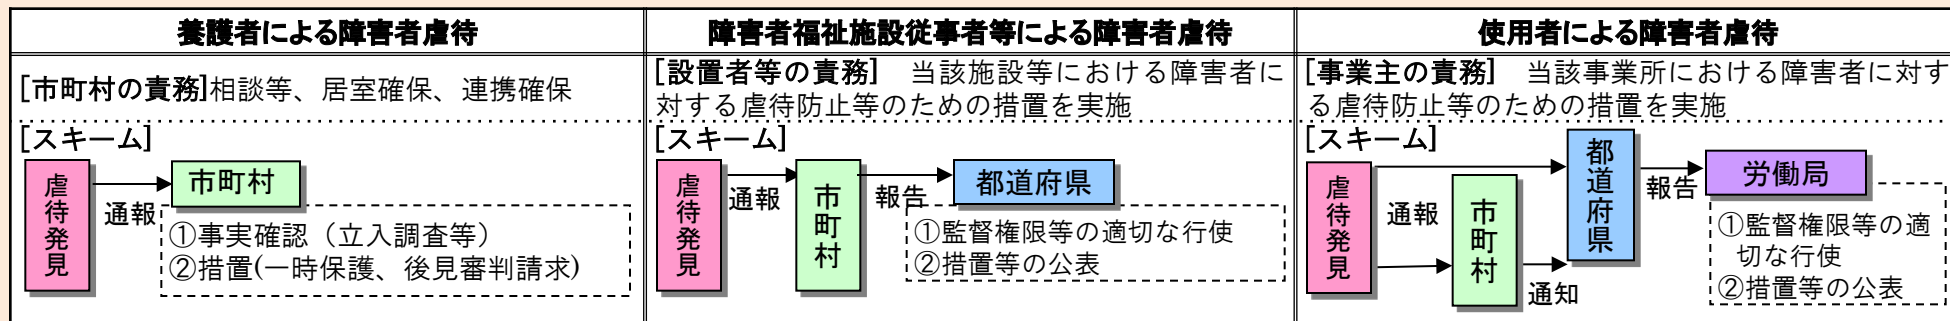 養護者による障害者虐待
[市町村の責務]相談等、居室確保、連携確保
[スキーム]
虐待発見
通報
市町村
①事実確認（立入調査等）
②措置(一時保護、後見審判請求)
障害者福祉施設従事者等による障害者虐待
[設置者等の責務]　当該施設等における障害者に
対する虐待防止等のための措置を実施
[スキーム]
虐待発見
通報
市町村
報告
都道府県
①監督権限等の適切な行使
②措置等の公表
使用者による障害者虐待
[事業主の責務]　当該事業所における障害者に対す
る虐待防止等のための措置を実施
[スキーム]
虐待発見
通報
市町村
通知
都道府県
報告
労働局
①監督権限等の適
切な行使
②措置等の公表